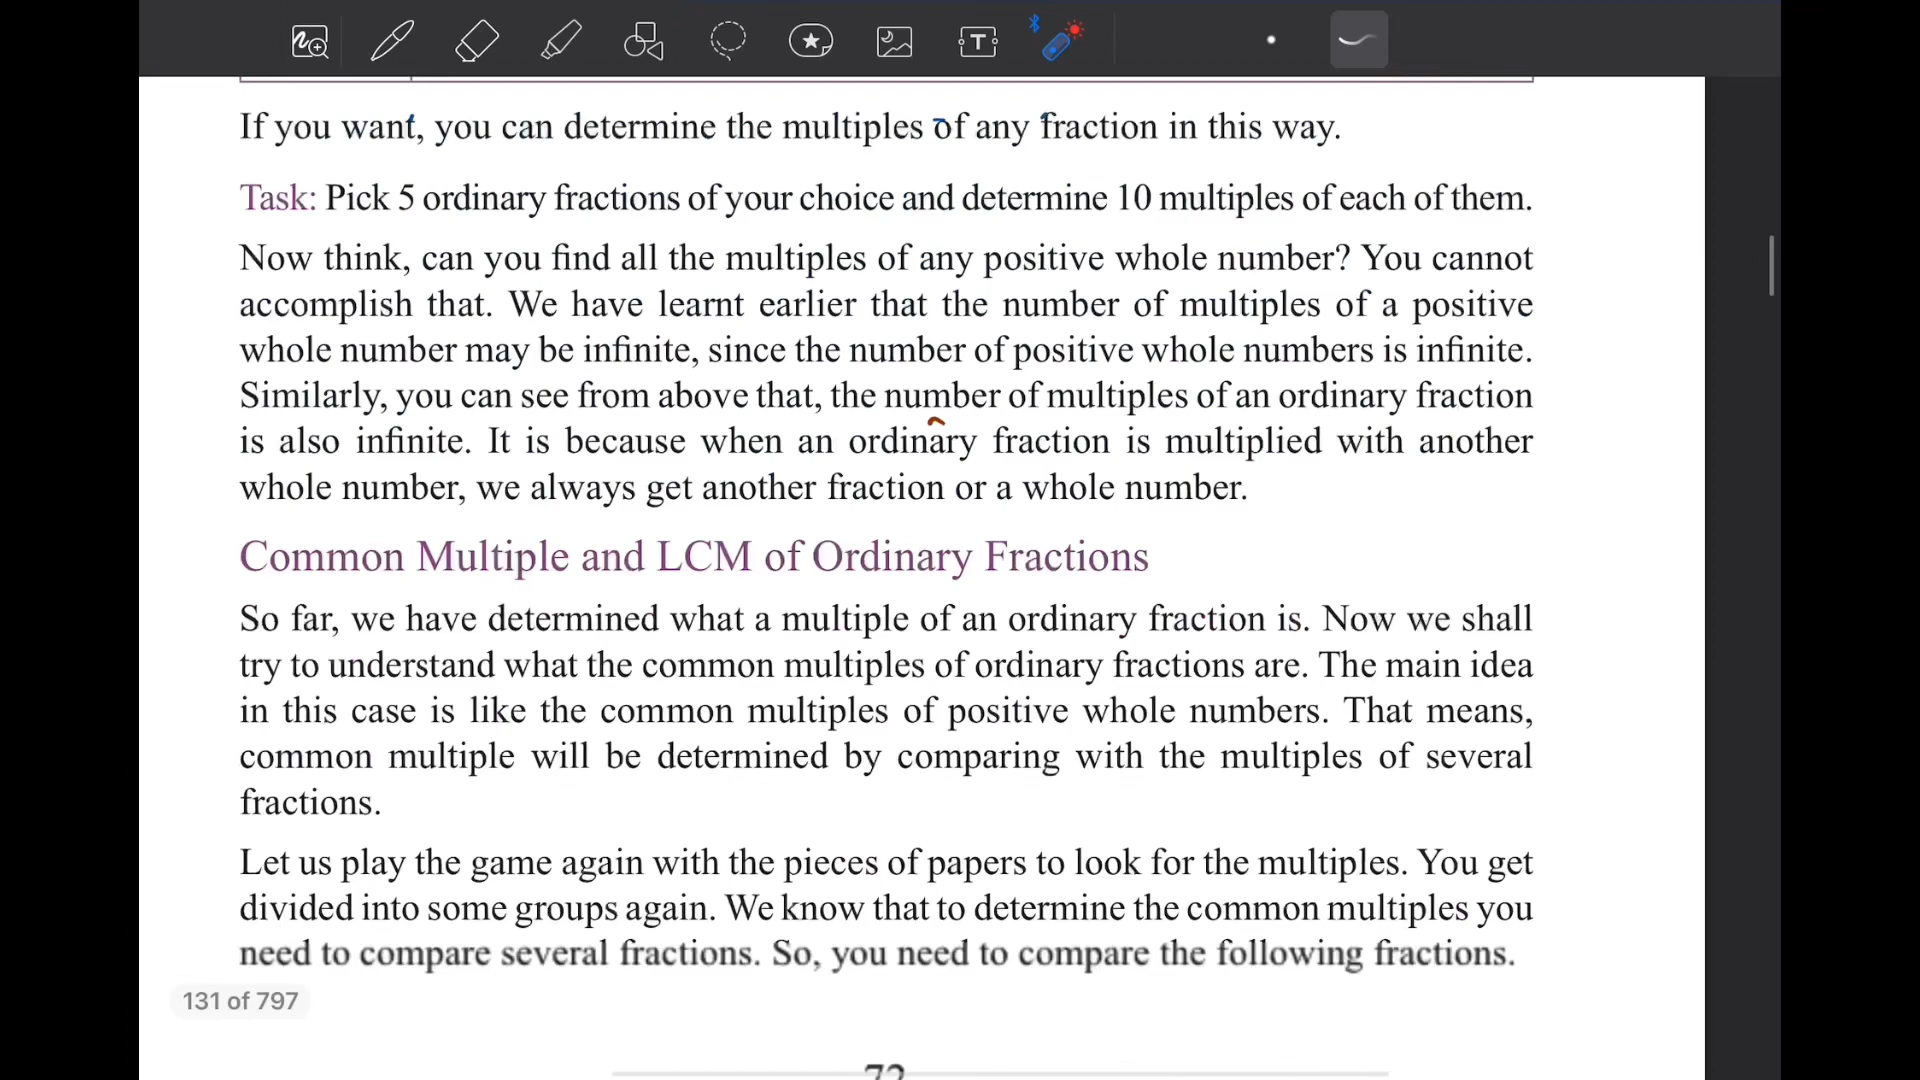 If you want, you can determine the multiples of any fraction in this way.
Task: Pick 5 ordinary fractions of your choice and determine 10 multiples of each of them.
Now think, can you find all the multiples of any positive whole number? You cannot
accomplish that. We have learnt earlier that the number of multiples of a positive
whole number may be infinite, since the number of positive whole numbers is infinite.
Similarly, you can see from above that, the number of multiples of an ordinary fraction
is also infinite. It is because when an ordinary fraction is multiplied with another
whole number, we always get another fraction or a whole number.
Common Multiple and LCM of Ordinary Fractions
So far, we have determined what a multiple of an ordinary fraction is. Now we shall
try to understand what the common multiples of ordinary fractions are. The main idea
in this case is like the common multiples of positive whole numbers. That means,
common multiple will be determined by comparing with the multiples of several
fractions.
Let us play the game again with the pieces of papers to look for the multiples. You get
divided into some groups again. We know that to determine the common multiples you
need to compare several fractions. So, you need to compare the following fractions.
131 of 797